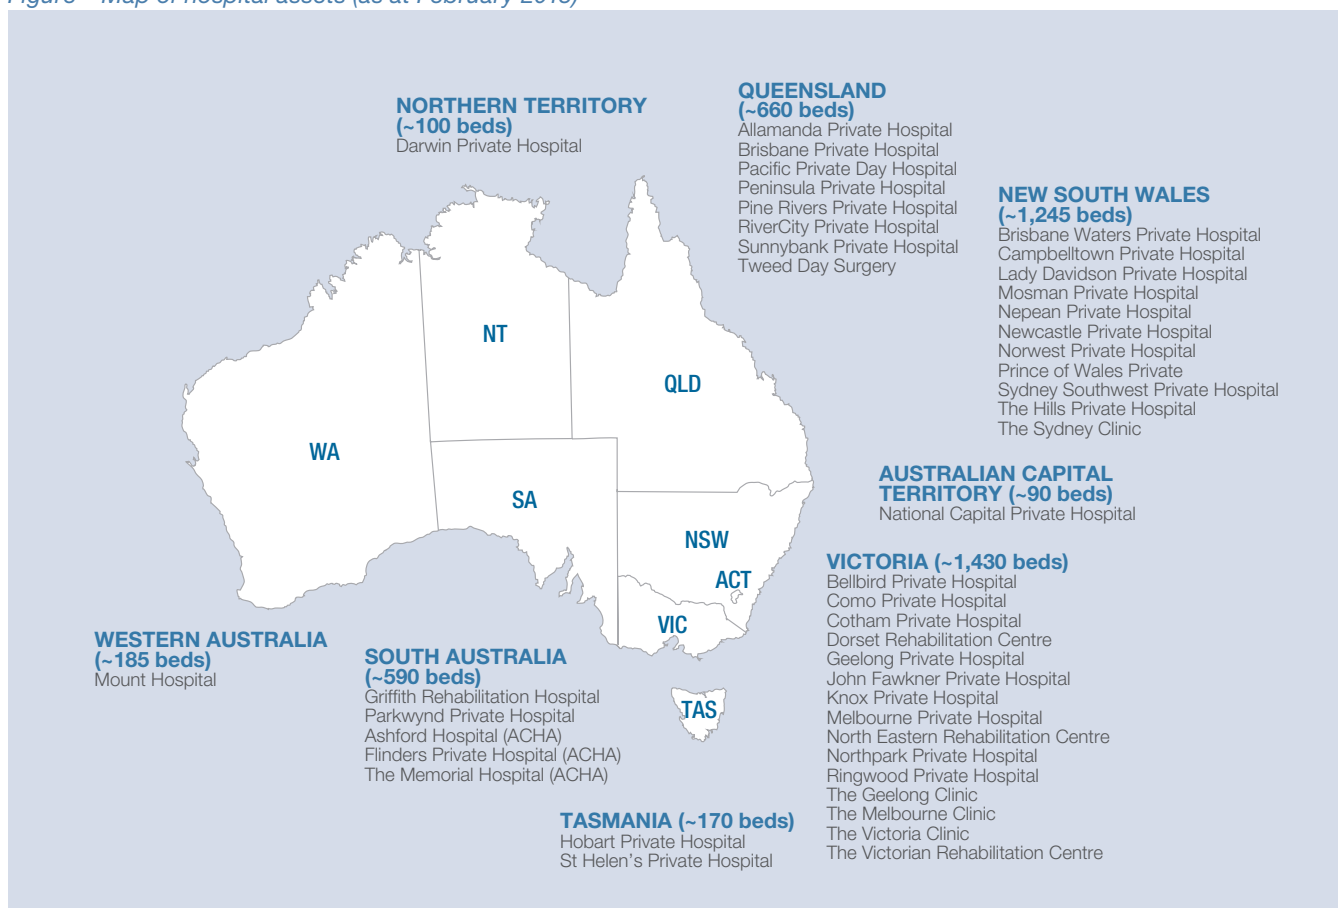 Figure – Map of hospital assets (as at February 2013)
NORTHERN TERRITORY
(~100 beds)
Darwin Private Hospital
QUEENSLAND
(~660 beds)
Allamanda Private Hospital
Brisbane Private Hospital
Pacific Private Day Hospital
Peninsula Private Hospital
Pine Rivers Private Hospital
RiverCity Private Hospital
Sunnybank Private Hospital
Tweed Day Surgery
NEW SOUTH WALES
(~1,245 beds)
Brisbane Waters Private Hospital
Campbelltown Private Hospital
Lady Davidson Private Hospital
Mosman Private Hospital
Nepean Private Hospital
Newcastle Private Hospital
Norwest Private Hospital
Prince of Wales Private
Sydney Southwest Private Hospital
The Hills Private Hospital
The Sydney Clinic
NT
QLD
WA
SA
NSW
ACT
VIC
TAS
AUSTRALIAN CAPITAL
TERRITORY (~90 beds)
National Capital Private Hospital
VICTORIA (~1,430 beds)
Bellbird Private Hospital
Como Private Hospital
Cotham Private Hospital
Dorset Rehabilitation Centre
Geelong Private Hospital
John Fawkner Private Hospital
Knox Private Hospital
Melbourne Private Hospital
North Eastern Rehabilitation Centre
Northpark Private Hospital
Ringwood Private Hospital
The Geelong Clinic
The Melbourne Clinic
The Victoria Clinic
The Victorian Rehabilitation Centre
WESTERN AUSTRALIA
(~185 beds)
Mount Hospital
SOUTH AUSTRALIA
(~590 beds)
Griffith Rehabilitation Hospital
Parkwynd Private Hospital
Ashford Hospital (ACHA)
Flinders Private Hospital (ACHA)
The Memorial Hospital (ACHA)
TASMANIA (~170 beds)
Hobart Private Hospital
St Helen's Private Hospital